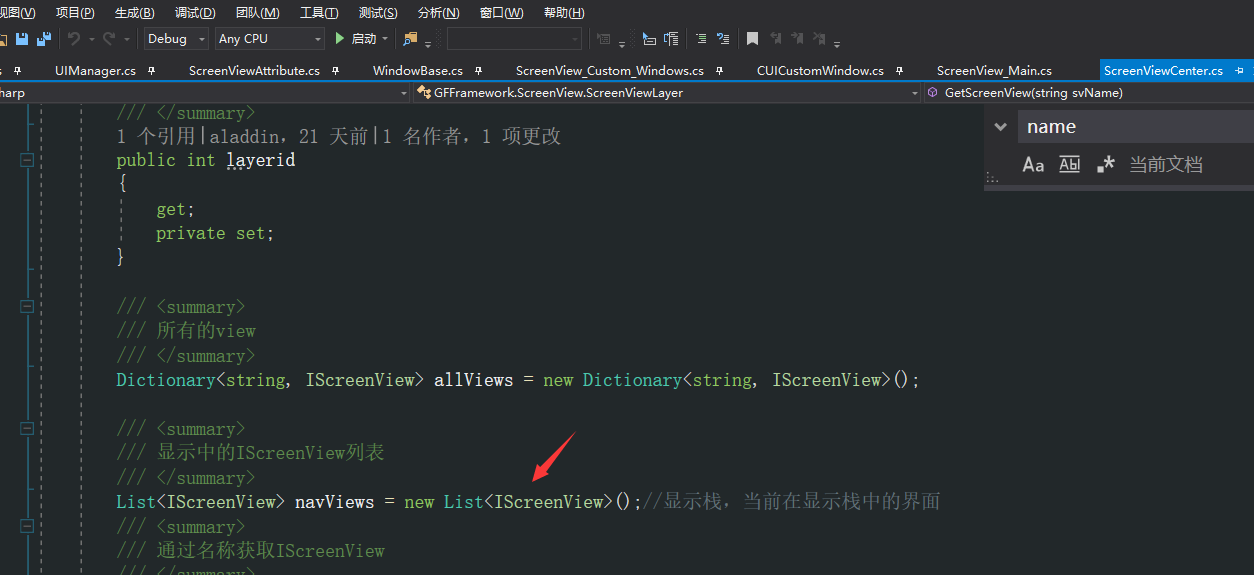 视图(V) 项目(P) 生成(B) 调试(D) 团队(M) 工具(T) 测试(S) 分析(N) 窗口(W) 帮助(H)
Debug Any CPU 启动
s UIManager.cs ScreenViewAttribute.cs WindowBase.cs ScreenView_Custom_Windows.cs CUICustomWindow.cs ScreenView_Main.cs ScreenViewCenter.cs
harp GFFramework.ScreenView.ScreenViewLayer GetScreenView(string svName)
/// </summary>
name
1 个引用|aladdin，21 天前|1 名作者，1 项更改
public int layerid
Aa Abl .* 当前文档
{
get;
private set;
}
/// <summary>
/// 所有的view
/// </summary>
Dictionary<string, IScreenView> allViews = new Dictionary<string, IScreenView>();
/// <summary>
/// 显示中的IScreenView列表
/// </summary>
List<IScreenView> navViews = new List<IScreenView>();//显示栈，当前在显示栈中的界面
/// <summary>
/// 通过名称获取IScreenView
/// </summary>